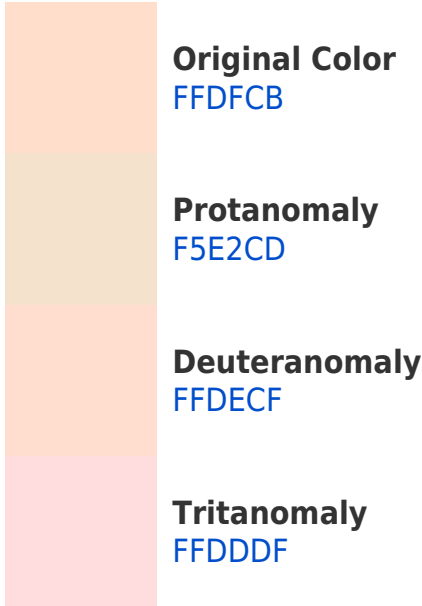 Original Color
FFDFCB
Protanomaly
F5E2CD
Deuteranomaly
FFDECF
Tritanomaly
FFDDDF